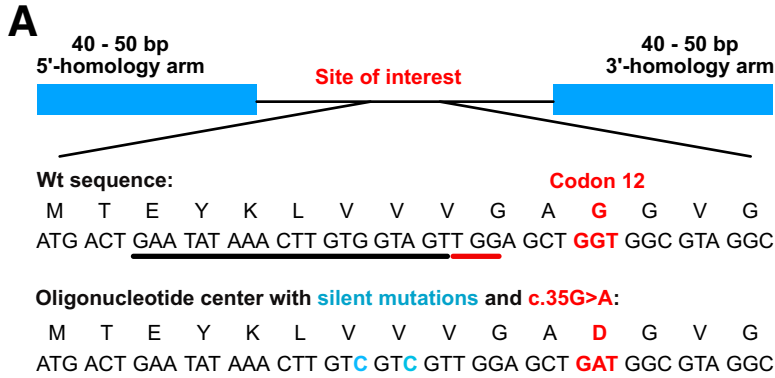 A
40 - 50 bp 40 - 50 bp
5'-homology arm Site of interest 3'-homology arm
Wt sequence: Codon 12
M T E Y K L V V V G A G G V G
ATG ACT GAA TAT AAA CTT GTG GTA GTT GGA GCT GGT GGC GTA GGC
Oligonucleotide center with silent mutations and c.35G>A:
M T E Y K L V V V G A D G V G
ATG ACT GAA TAT AAA CTT GTC GTC GTT GGA GCT GAT GGC GTA GGC